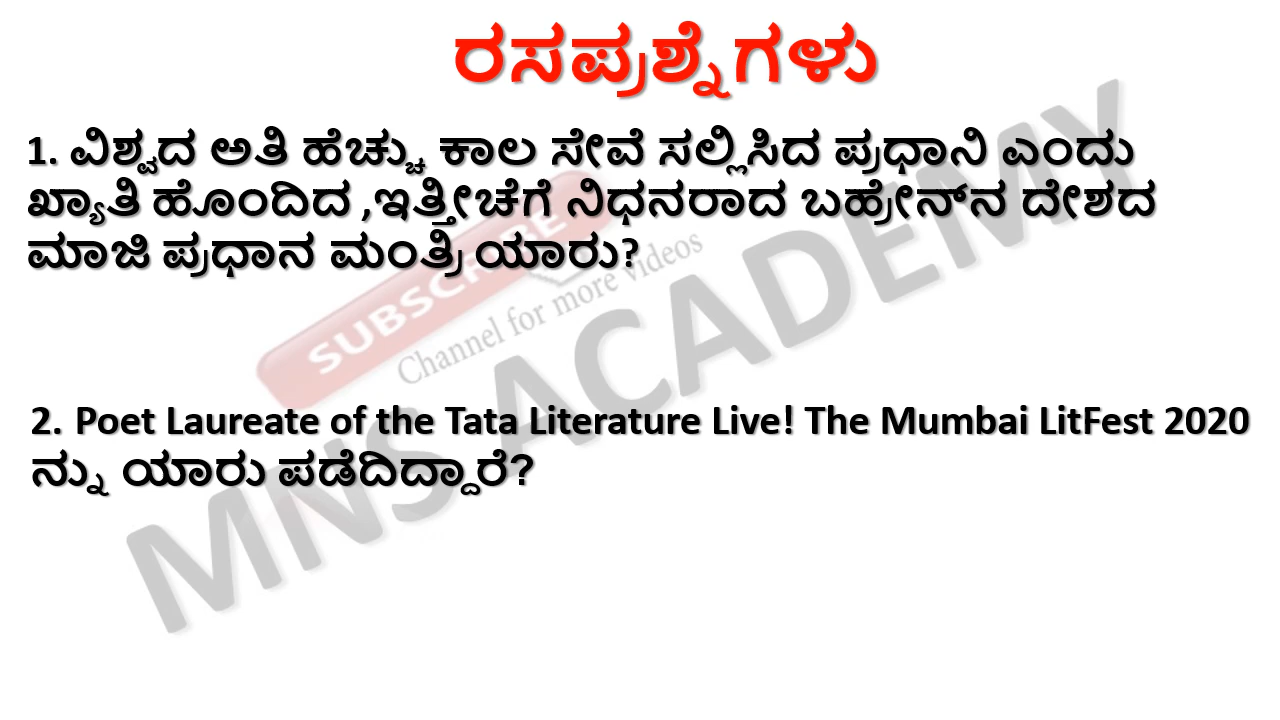 ರಸಪ್ರಶ್ನೆಗಳು
1. ವಿಶ್ವದ ಅತಿ ಹೆಚ್ಚು ಕಾಲ ಸೇವೆ ಸಲ್ಲಿಸಿದ ಪ್ರಧಾನಿ ಎಂದು
ಖ್ಯಾತಿ ಹೊಂದಿದ ,ಇತ್ತೀಚೆಗೆ ನಿಧನರಾದ ಬಹ್ರೇನ್‌ನ ದೇಶದ
ಮಾಜಿ ಪ್ರಧಾನ ಮಂತ್ರಿ ಯಾರು?
SUBSCRIBE
Channel for more videos
MNS ACADEMY
2. Poet Laureate of the Tata Literature Live! The Mumbai LitFest 2020
ನ್ನು ಯಾರು ಪಡೆದಿದ್ದಾರೆ?